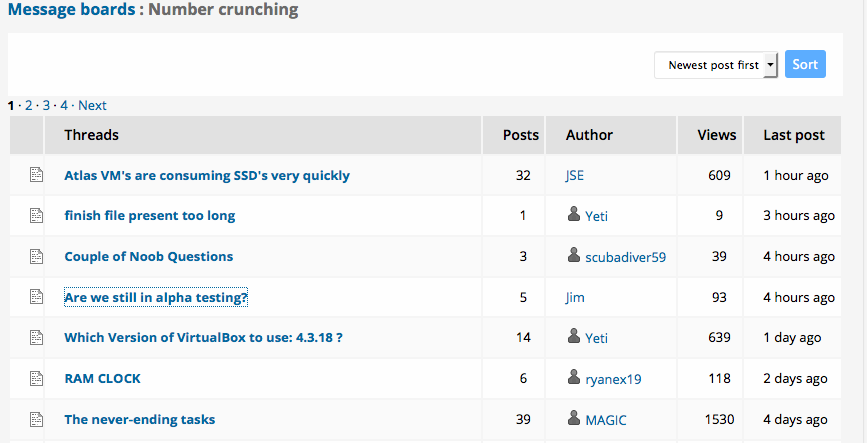 Message boards : Number crunching
Newest post first Sort
1 · 2 · 3 · 4 · Next
Threads Posts Author Views Last post
Atlas VM's are consuming SSD's very quickly 32 JSE 609 1 hour ago
finish file present too long 1 Yeti 9 3 hours ago
Couple of Noob Questions 3 scubadiver59 39 4 hours ago
Are we still in alpha testing? 5 Jim 93 4 hours ago
Which Version of VirtualBox to use: 4.3.18 ? 14 Yeti 639 1 day ago
RAM CLOCK 6 ryanex19 118 2 days ago
The never-ending tasks 39 MAGIC 1530 4 days ago